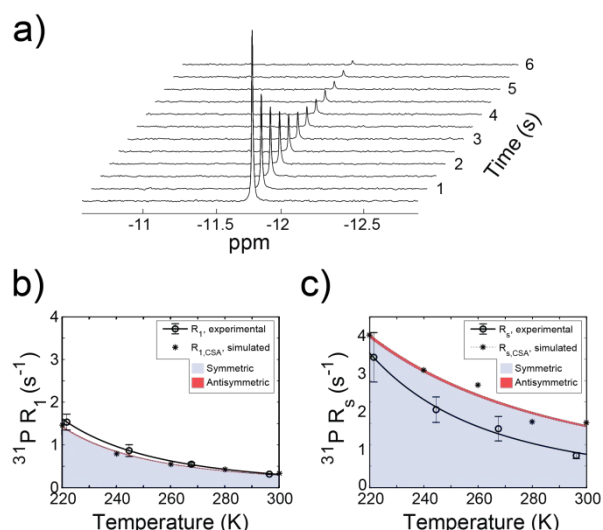 a)
6
5
4
3
2
1
Time (s)
-11 -11.5 -12 -12.5
ppm
b)
³¹P R₁ (s⁻¹)
4
3
2
1
0
R₁, experimental
R₁,CSA, simulated
Symmetric
Antisymmetric
220 240 260 280 300
Temperature (K)
c)
³¹P Rₛ (s⁻¹)
4
3
2
1
0
Rₛ, experimental
Rₛ,CSA, simulated
Symmetric
Antisymmetric
220 240 260 280 300
Temperature (K)